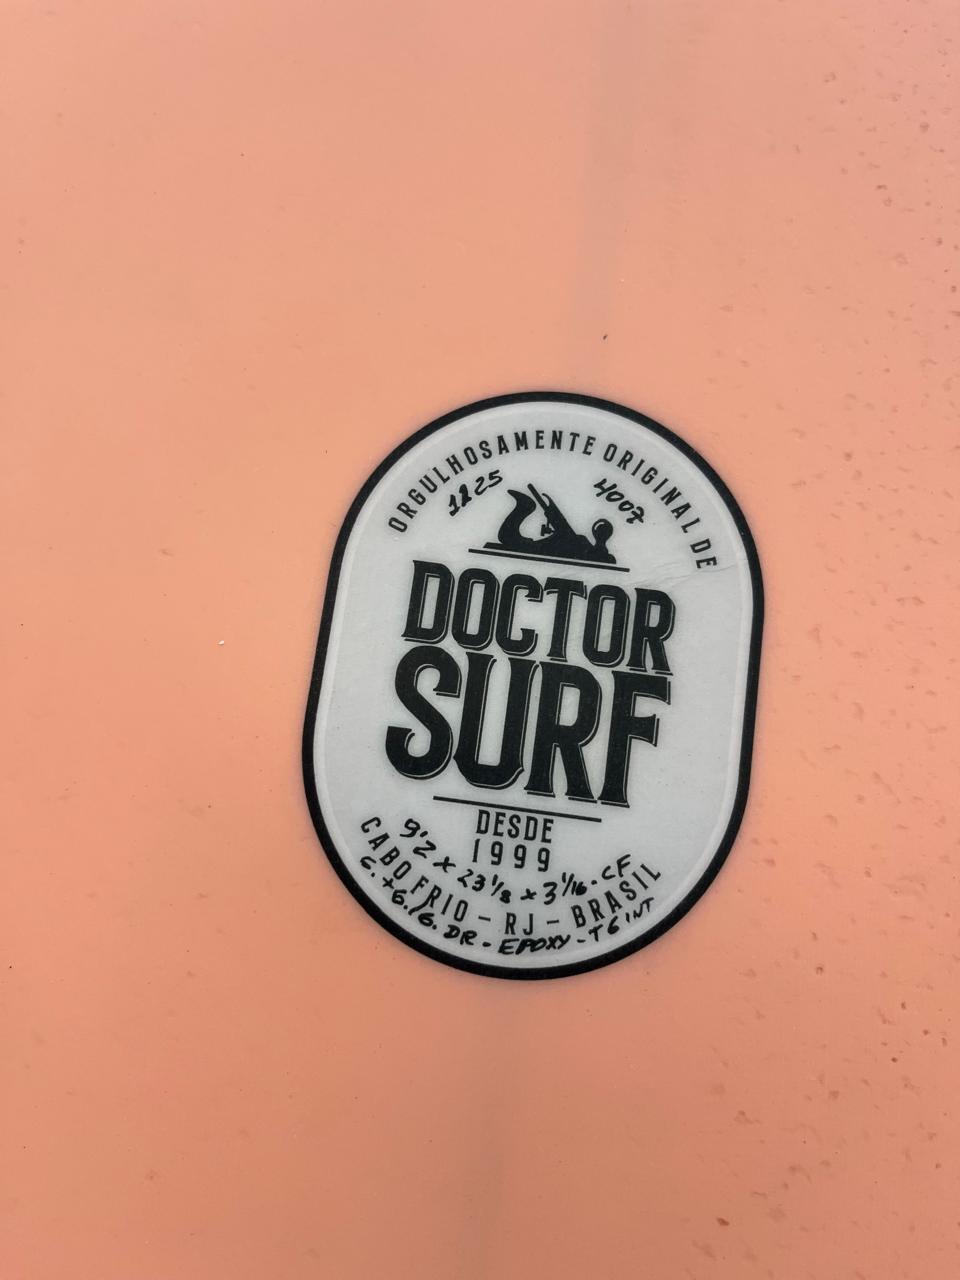 ORGULHOSAMENTE ORIGINAL DE
4007
DOCTOR
SURF
DESDE
1999
9'2 x 23 1/8 x 3 1/16. CF
CABO FRIO - RJ - BRASIL
DR - EPOXY - T6 INT